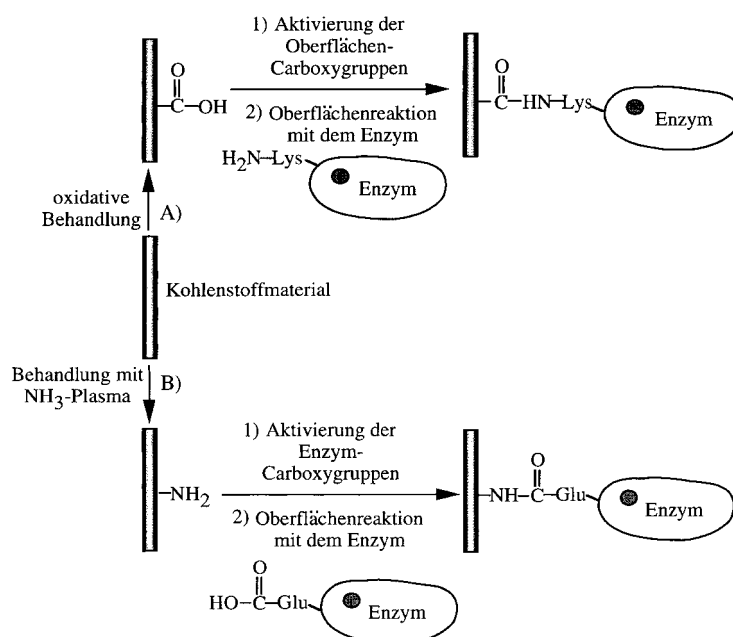 1) Aktivierung der
Oberflächen-
Carboxygruppen
O
C–OH
2) Oberflächenreaktion
mit dem Enzym
H2N–Lys
Enzym
O
C–HN–Lys
Enzym
oxidative
Behandlung
A)
Kohlenstoffmaterial
Behandlung mit
NH3-Plasma
B)
1) Aktivierung der
Enzym-
Carboxygruppen
–NH2
2) Oberflächenreaktion
mit dem Enzym
O
HO–C–Glu
Enzym
O
NH–C–Glu
Enzym